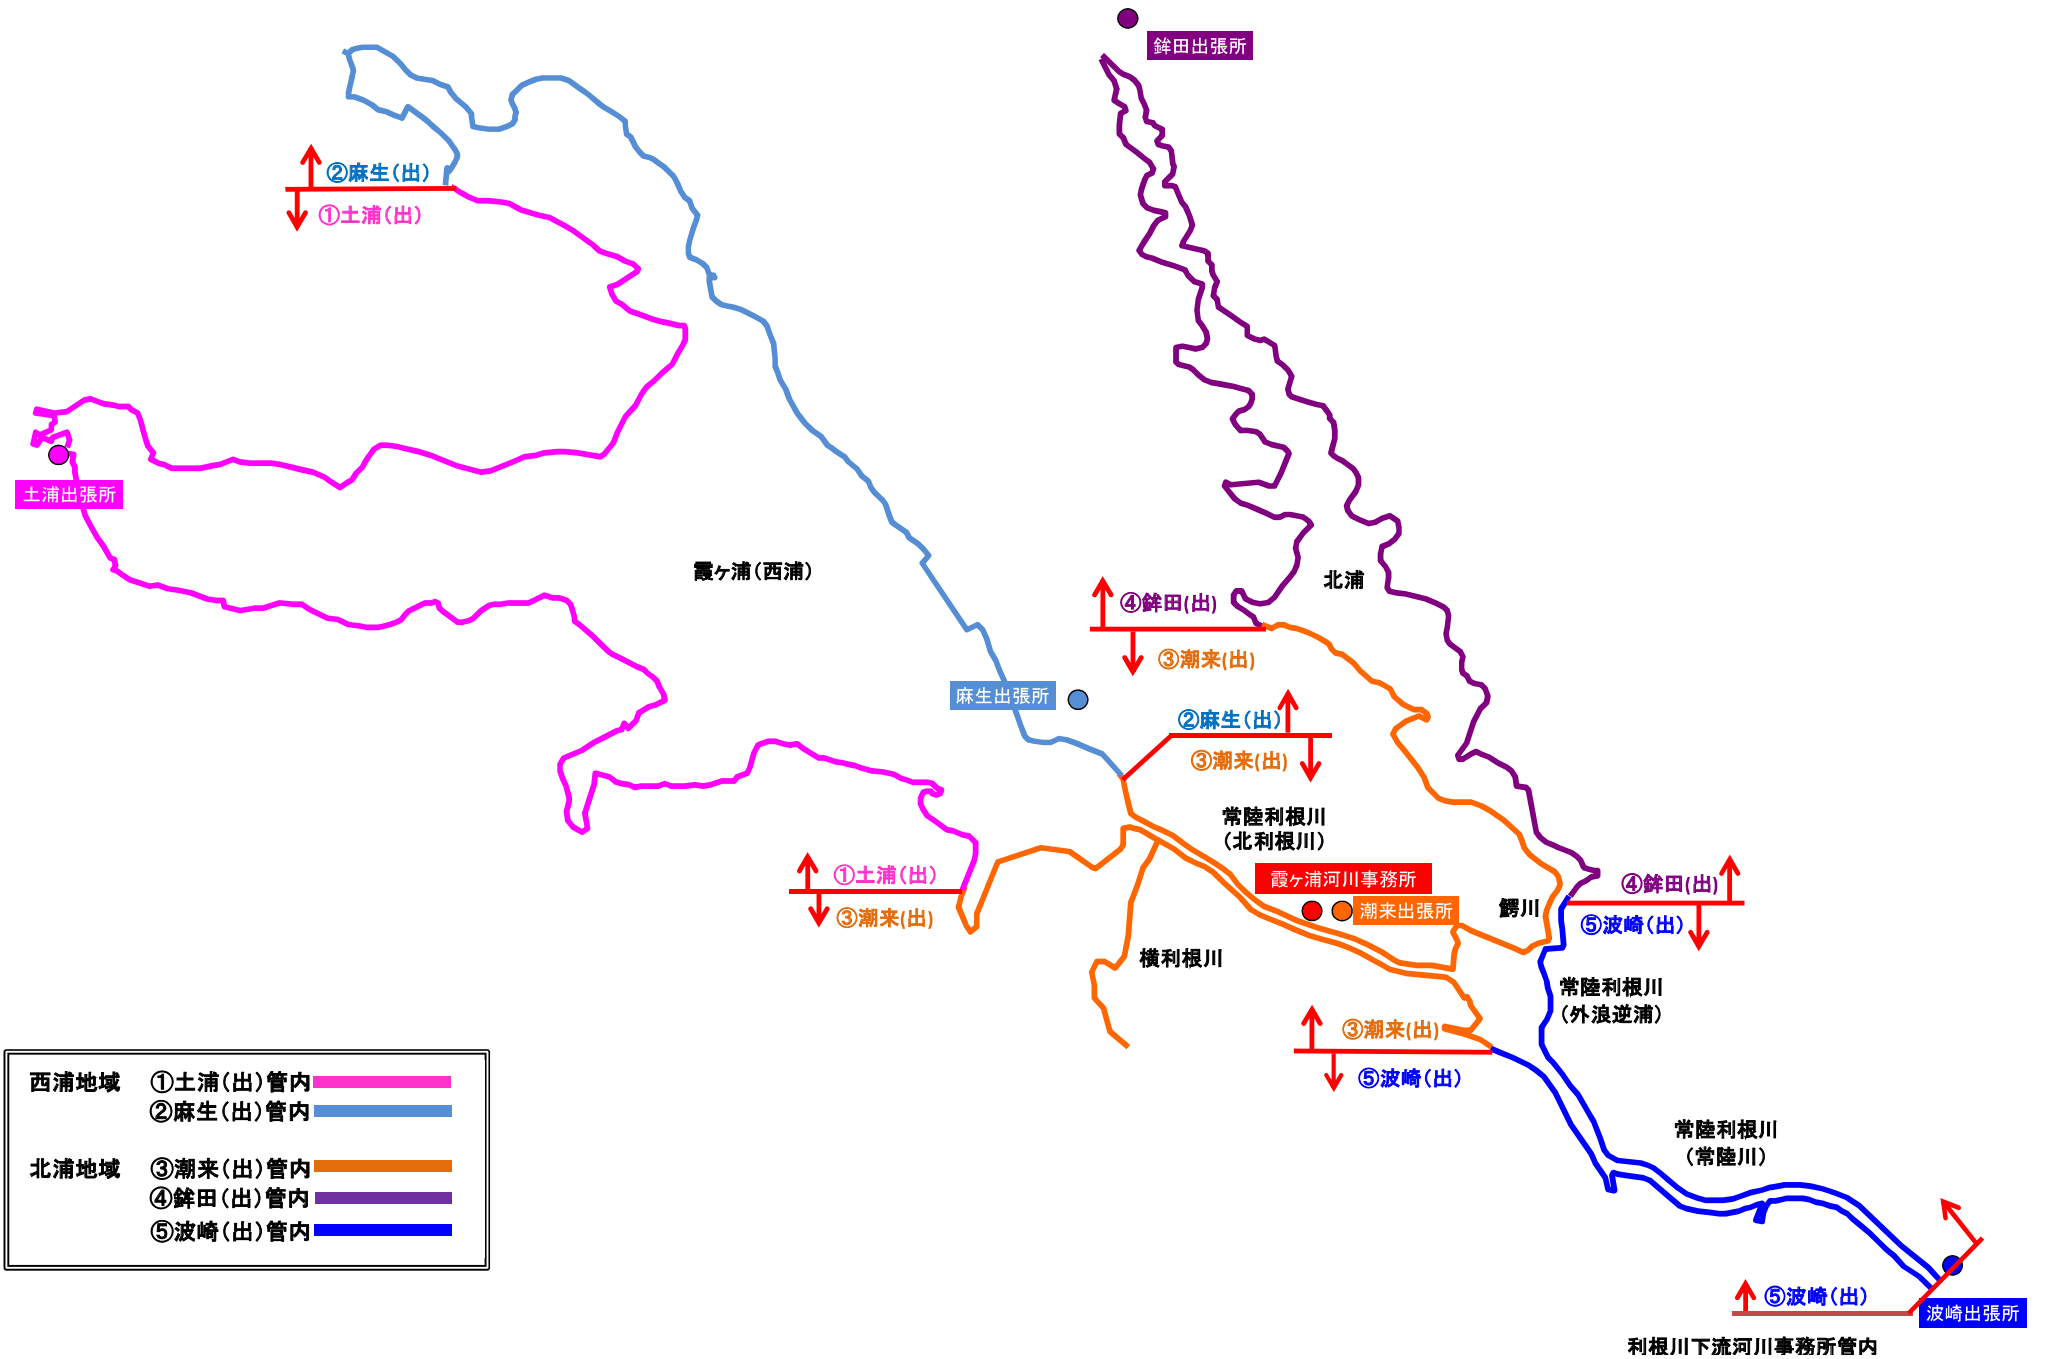 鉾田出張所
②麻生(出)
①土浦(出)
土浦出張所
霞ヶ浦(西浦)
北浦
④鉾田(出)
③潮来(出)
麻生出張所
②麻生(出)
③潮来(出)
常陸利根川
(北利根川)
①土浦(出)
③潮来(出)
霞ヶ浦河川事務所
潮来出張所
鰐川
④鉾田(出)
⑤波崎(出)
横利根川
常陸利根川
(外浪逆浦)
③潮来(出)
⑤波崎(出)
西浦地域 ①土浦(出)管内
②麻生(出)管内
北浦地域 ③潮来(出)管内
④鉾田(出)管内
⑤波崎(出)管内
常陸利根川
(常陸川)
⑤波崎(出)
波崎出張所
利根川下流河川事務所管内